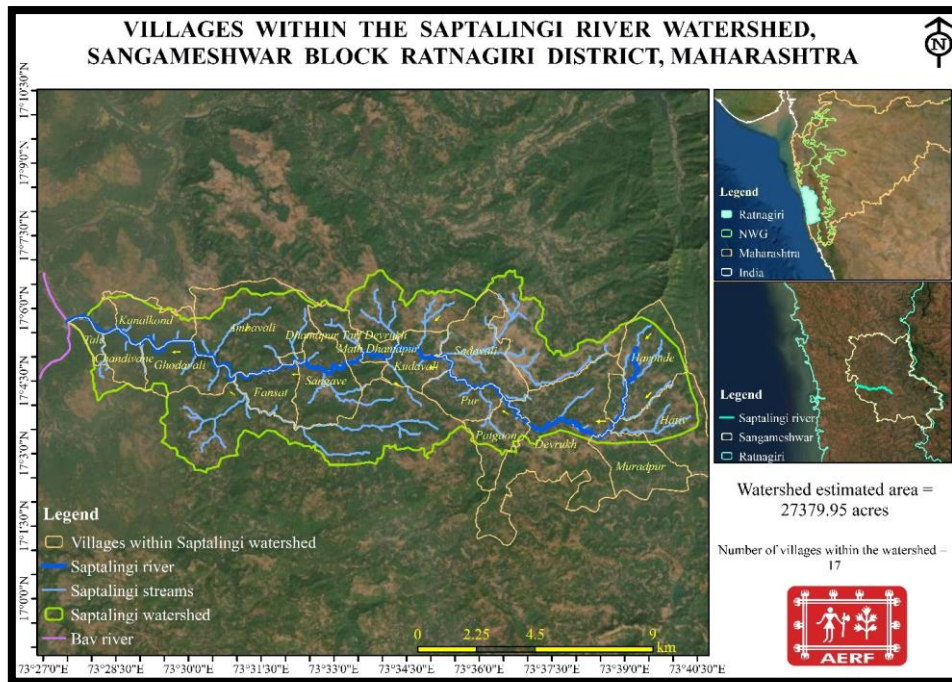 VILLAGES WITHIN THE SAPTALINGI RIVER WATERSHED,
SANGAMESHWAR BLOCK RATNAGIRI DISTRICT, MAHARASHTRA
N
17°10'30"N
17°9'0"N
17°7'30"N
17°6'0"N
17°4'30"N
17°3'0"N
17°1'30"N
17°0'0"N
Kanalkond
Ambavali
Dhamapur Tarf Devrukh
Tale
Math Dhamapur
Sadavali
Harpude
Chandivane
Ghodavali
Kudavali
Fansat
Sangave
Pur
Hativ
Patgaon
Devrukh
Muradpur
Legend
Villages within Saptalingi watershed
Saptalingi river
Saptalingi streams
Saptalingi watershed
Bav river
0 2.25 4.5 9
km
73°27'0"E 73°28'30"E 73°30'0"E 73°31'30"E 73°33'0"E 73°34'30"E 73°36'0"E 73°37'30"E 73°39'0"E 73°40'30"E
Legend
Ratnagiri
NWG
Maharashtra
India
Legend
Saptalingi river
Sangameshwar
Ratnagiri
Watershed estimated area =
27379.95 acres
Number of villages within the watershed =
17
AERF